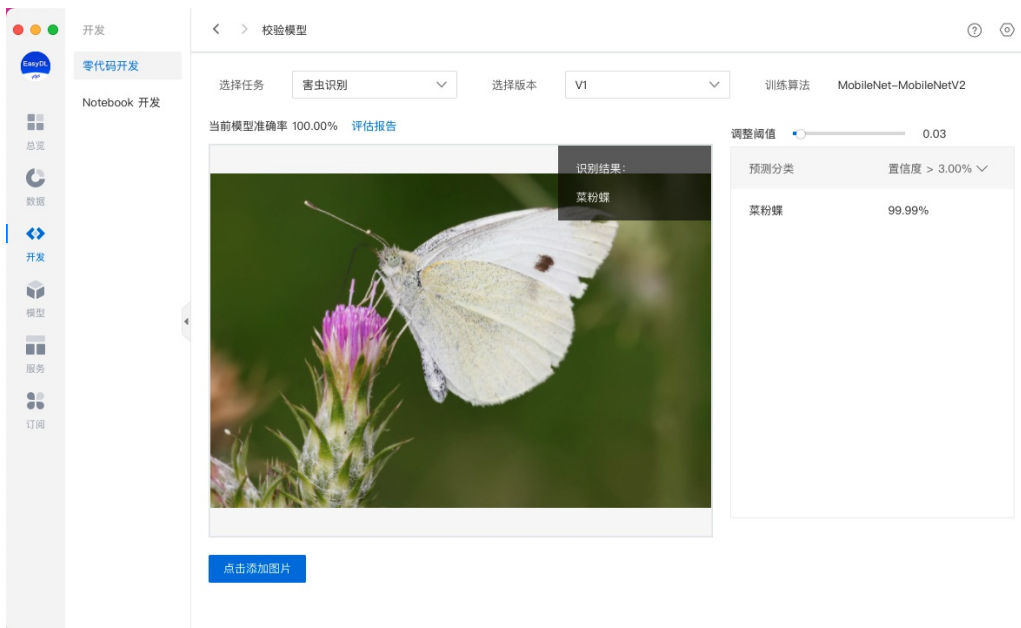 开发
校验模型
EasyDL
零代码开发
Notebook 开发
总览
数据
开发
模型
服务
订阅
选择任务 害虫识别 选择版本 V1 训练算法 MobileNet-MobileNetV2
当前模型准确率 100.00% 评估报告
调整阈值 0.03
识别结果:
菜粉蝶
预测分类 置信度 > 3.00%
菜粉蝶 99.99%
点击添加图片